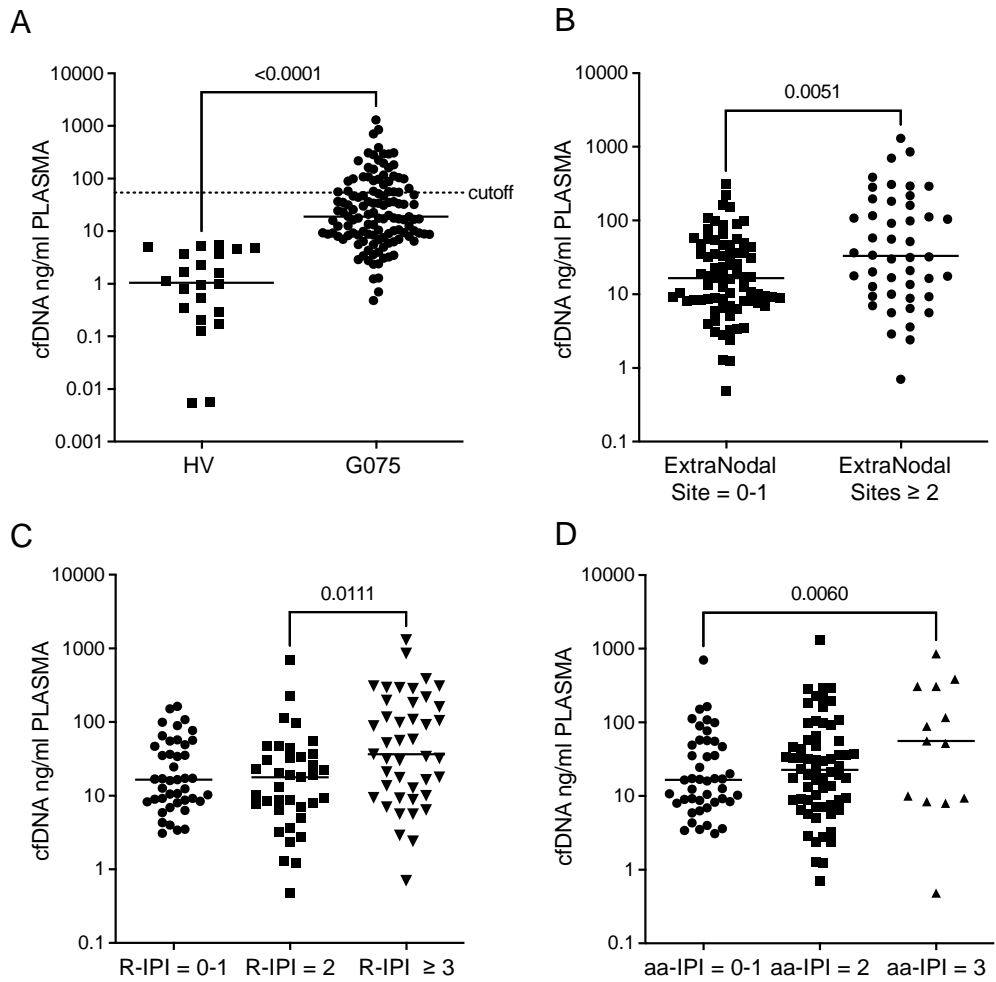 A
cfDNA ng/ml PLASMA
10000
1000
100
10
1
0.1
0.01
0.001
<0.0001
cutoff
HV
G075
B
cfDNA ng/ml PLASMA
10000
1000
100
10
1
0.1
0.0051
ExtraNodal
Site = 0-1
ExtraNodal
Sites ≥ 2
C
cfDNA ng/ml PLASMA
10000
1000
100
10
1
0.1
0.0111
R-IPI = 0-1
R-IPI = 2
R-IPI ≥ 3
D
cfDNA ng/ml PLASMA
10000
1000
100
10
1
0.1
0.0060
aa-IPI = 0-1
aa-IPI = 2
aa-IPI = 3